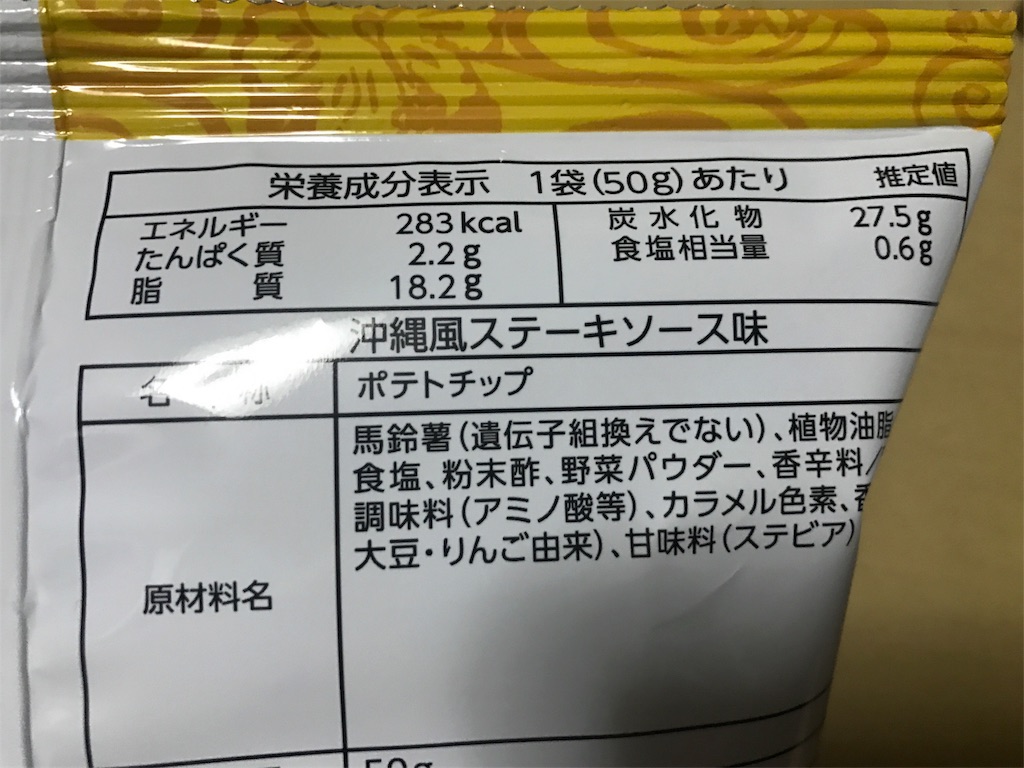 栄養成分表示 1袋(50g)あたり 推定値
エネルギー 283kcal 炭水化物 27.5g
たんぱく質 2.2g 食塩相当量 0.6g
脂質 18.2g
沖縄風ステーキソース味
名称 ポテトチップ
馬鈴薯(遺伝子組換えでない)、植物油脂
食塩、粉末酢、野菜パウダー、香辛料/
調味料(アミノ酸等)、カラメル色素、香
大豆・りんご由来)、甘味料(ステビア)
原材料名
50g